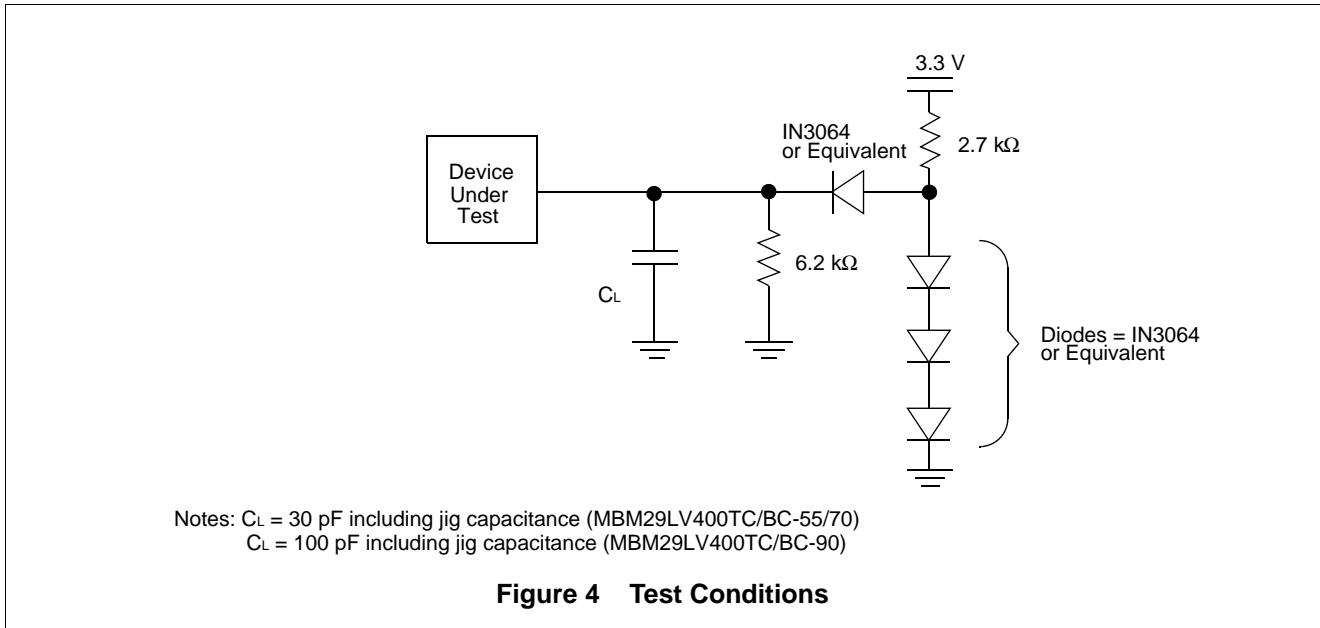 3.3 V
IN3064
or Equivalent
2.7 kΩ
Device
Under
Test
6.2 kΩ
CL
Diodes = IN3064
or Equivalent
Notes: CL = 30 pF including jig capacitance (MBM29LV400TC/BC-55/70)
CL = 100 pF including jig capacitance (MBM29LV400TC/BC-90)
Figure 4 Test Conditions